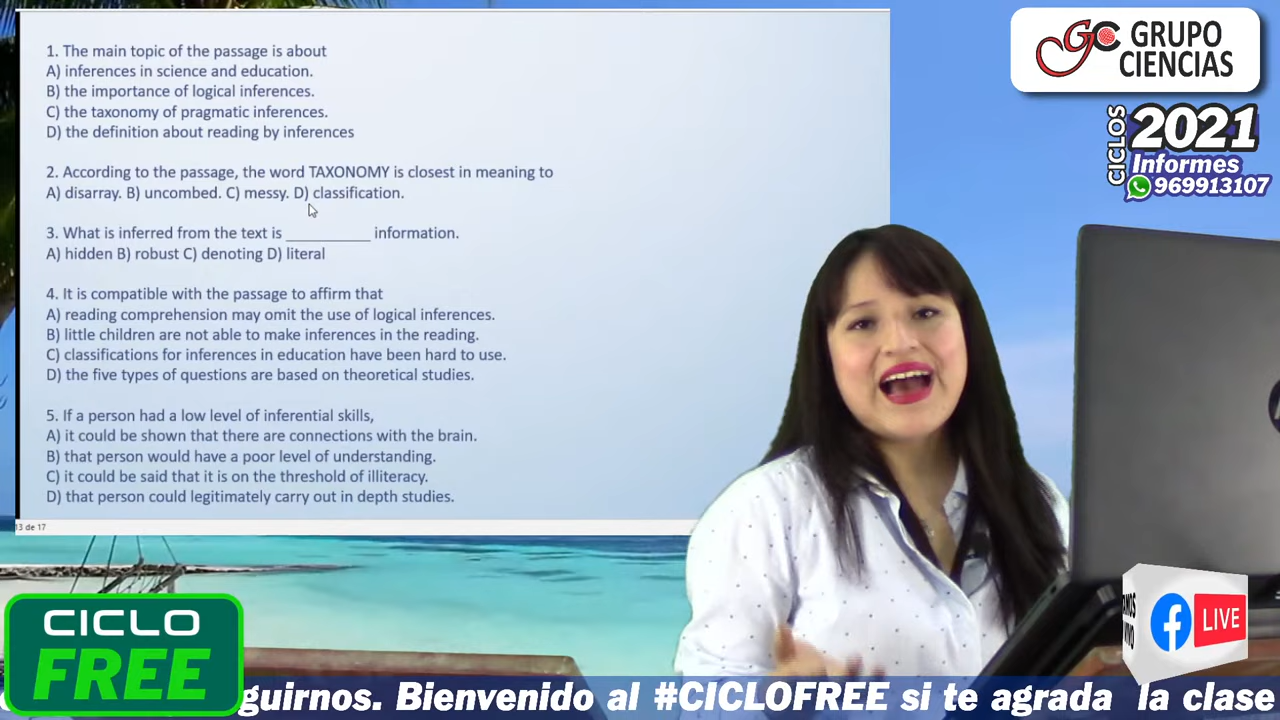 1. The main topic of the passage is about
A) inferences in science and education.
B) the importance of logical inferences.
C) the taxonomy of pragmatic inferences.
D) the definition about reading by inferences
2. According to the passage, the word TAXONOMY is closest in meaning to
A) disarray. B) uncombed. C) messy. D) classification.
3. What is inferred from the text is __________ information.
A) hidden B) robust C) denoting D) literal
4. It is compatible with the passage to affirm that
A) reading comprehension may omit the use of logical inferences.
B) little children are not able to make inferences in the reading.
C) classifications for inferences in education have been hard to use.
D) the five types of questions are based on theoretical studies.
5. If a person had a low level of inferential skills,
A) it could be shown that there are connections with the brain.
B) that person would have a poor level of understanding.
C) it could be said that it is on the threshold of illiteracy.
D) that person could legitimately carry out in depth studies.
13 de 17
GC GRUPO
CIENCIAS
CICLOS
2021
Informes
969913107
LIVE
CICLO
FREE
guirnos. Bienvenido al #CICLOFREE si te agrada la clase